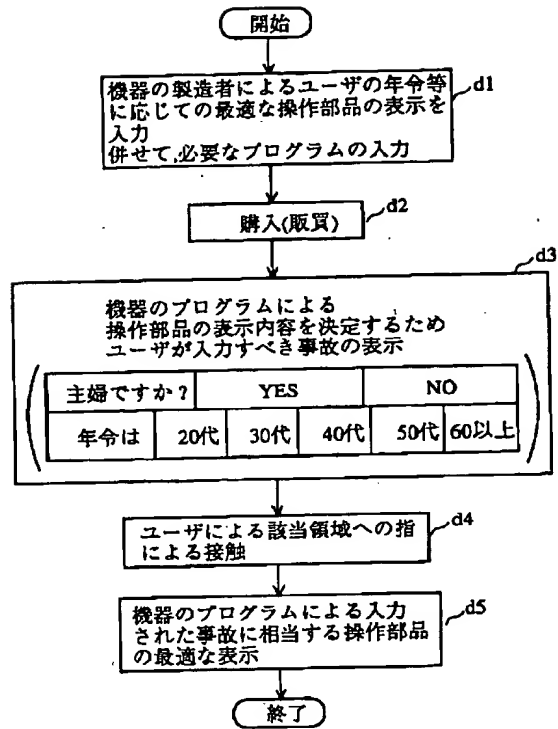 開始
機器の製造者によるユーザの年令等
に応じての最適な操作部品の表示を
入力
併せて,必要なプログラムの入力
d1
購入(販買)
d2
d3
機器のプログラムによる
操作部品の表示内容を決定するため
ユーザが入力すべき事故の表示
主婦ですか? YES NO
年令は 20代 30代 40代 50代 60以上
ユーザによる該当領域への指
による接触
d4
機器のプログラムによる入力
された事故に相当する操作部品
の最適な表示
d5
終了